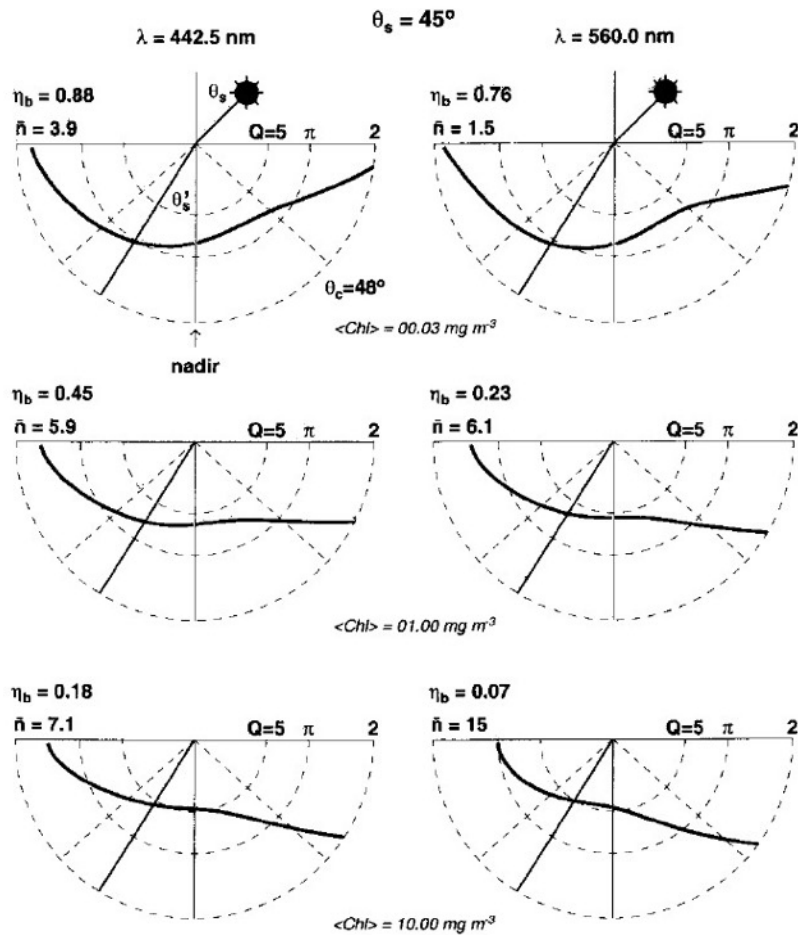 θs = 45º
λ = 442.5 nm
λ = 560.0 nm
ηb = 0.88
θs
n̄ = 3.9
Q=5 π 2
θs'
θc=48º
nadir
ηb = 0.76
n̄ = 1.5
Q=5 π 2
<Chl> = 00.03 mg m⁻³
ηb = 0.45
n̄ = 5.9
Q=5 π 2
ηb = 0.23
n̄ = 6.1
Q=5 π 2
<Chl> = 01.00 mg m⁻³
ηb = 0.18
n̄ = 7.1
Q=5 π 2
ηb = 0.07
n̄ = 15
Q=5 π 2
<Chl> = 10.00 mg m⁻³